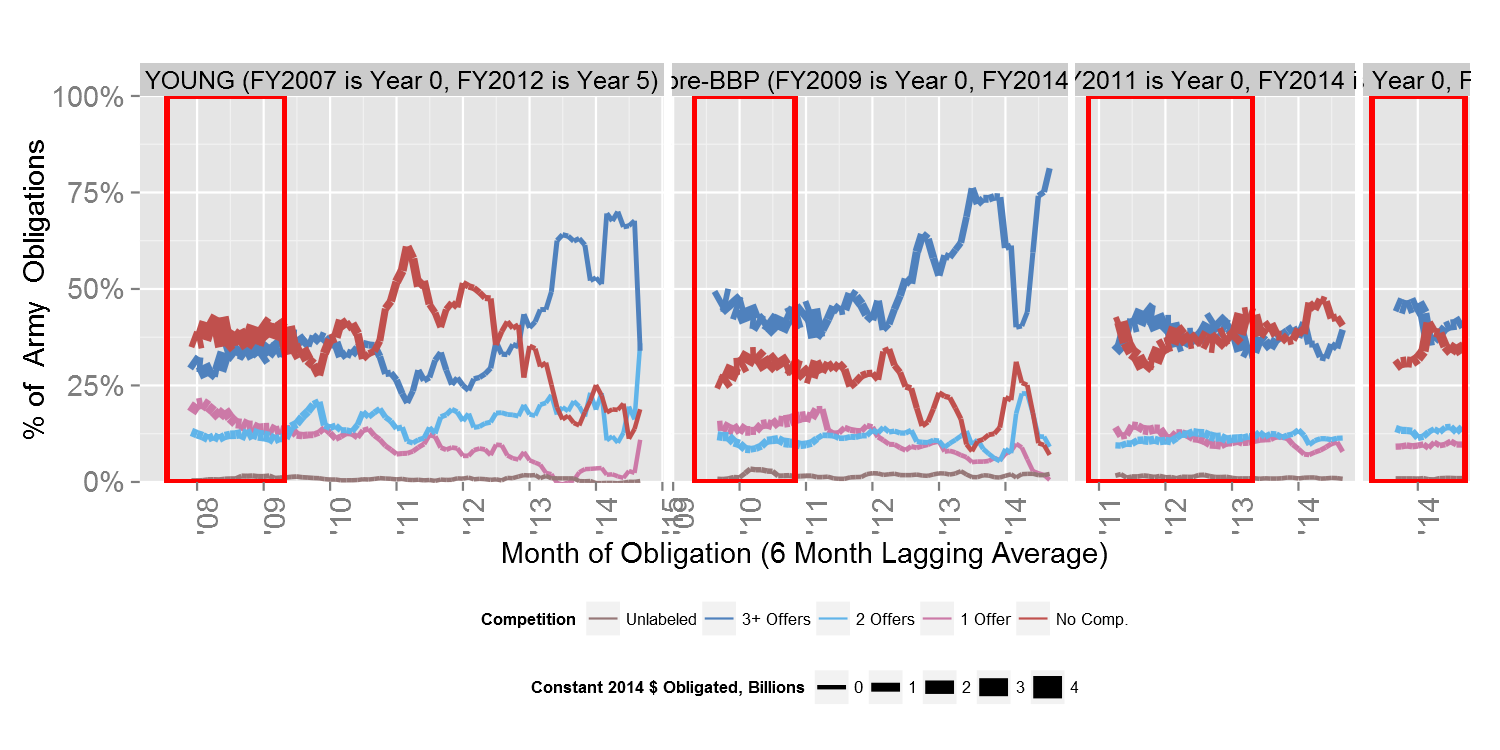 YOUNG (FY2007 is Year 0, FY2012 is Year 5)
pre-BBP (FY2009 is Year 0, FY2014
Y2011 is Year 0, FY2014 i
Year 0, F
100%
75%
50%
25%
0%
% of Army Obligations
'08 '09 '10 '11 '12 '13 '14 '15
'09 '10 '11 '12 '13 '14
'11 '12 '13 '14
'14
Month of Obligation (6 Month Lagging Average)
Competition Unlabeled 3+ Offers 2 Offers 1 Offer No Comp.
Constant 2014 $ Obligated, Billions 0 1 2 3 4